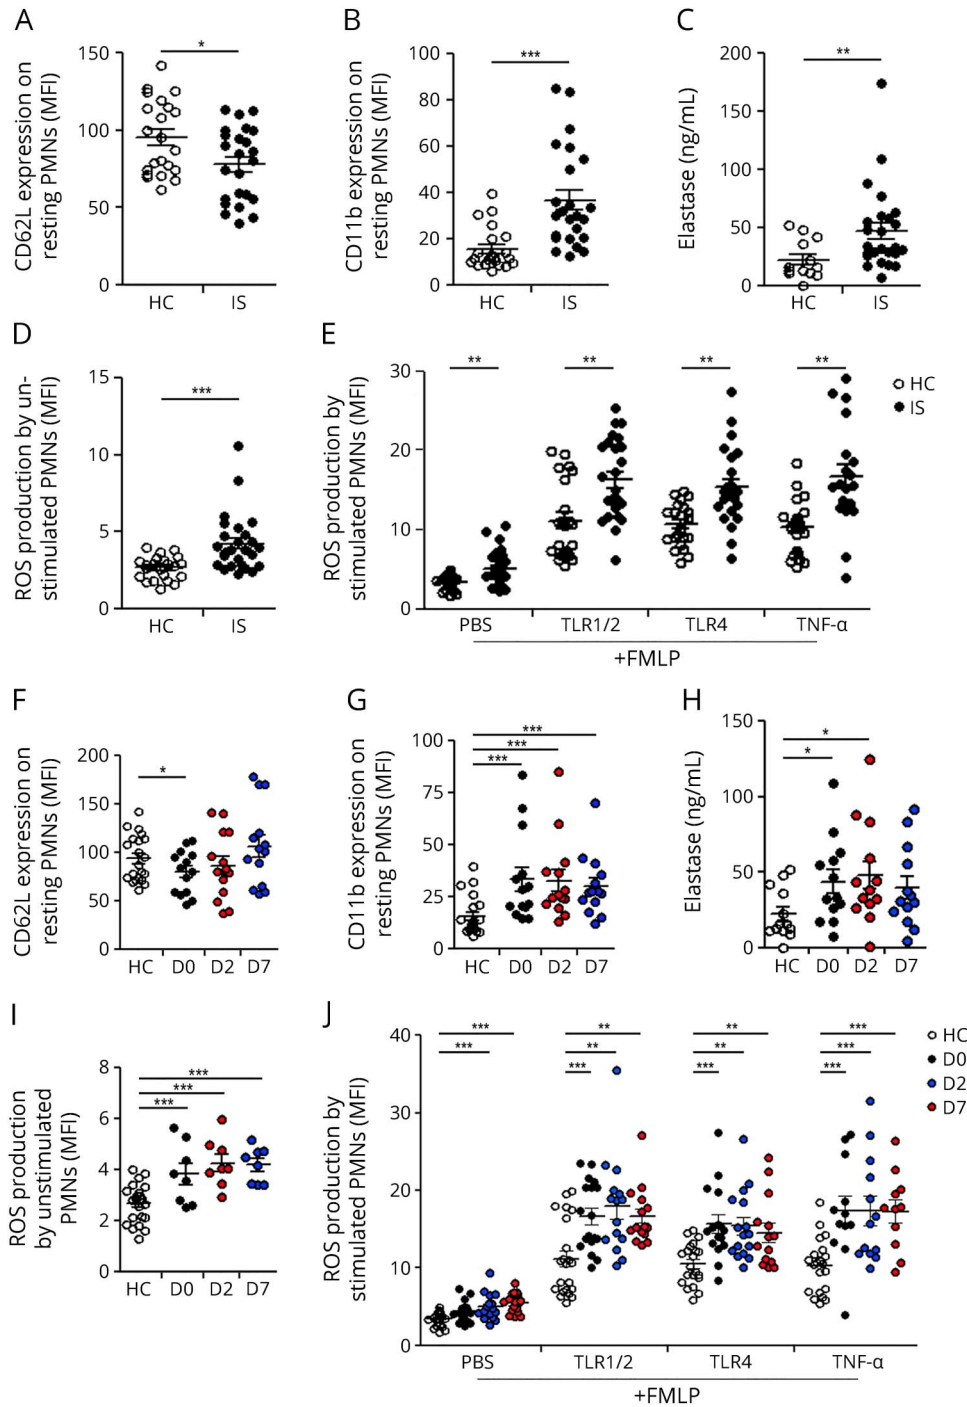 A
CD62L expression on
resting PMNs (MFI)
150
100
50
0
*
HC IS
B
CD11b expression on
resting PMNs (MFI)
100
80
60
40
20
0
***
HC IS
C
Elastase (ng/mL)
200
150
100
50
0
**
HC IS
D
ROS production by un-
stimulated PMNs (MFI)
15
10
5
0
***
HC IS
E
ROS production by
stimulated PMNs (MFI)
30
20
10
0
** ** ** **
HC
IS
PBS TLR1/2 TLR4 TNF-α
+FMLP
F
CD62L expression on
resting PMNs (MFI)
200
150
100
50
0
*
HC D0 D2 D7
G
CD11b expression on
resting PMNs (MFI)
100
75
50
25
0
***
***
***
HC D0 D2 D7
H
Elastase (ng/mL)
150
100
50
0
*
*
HC D0 D2 D7
I
ROS production
by unstimulated
PMNs (MFI)
8
6
4
2
0
***
***
***
HC D0 D2 D7
J
ROS production by
stimulated PMNs (MFI)
40
30
20
10
0
*** ** ** ***
*** ** ** ***
*** *** ***
HC
D0
D2
D7
PBS TLR1/2 TLR4 TNF-α
+FMLP